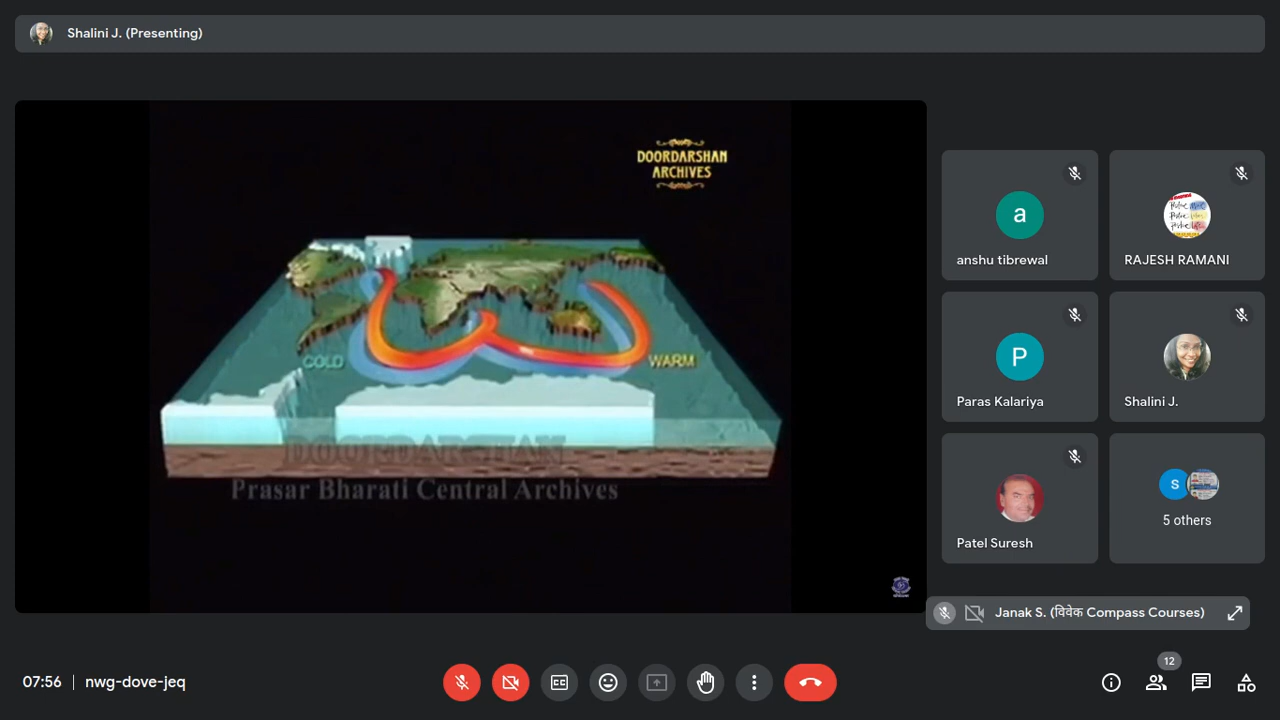 Shalini J. (Presenting)
DOORDARSHAN
ARCHIVES
COLD
WARM
DOORDARSHAN
Prasar Bharati Central Archives
a
anshu tibrewal
RAJESH RAMANI
P
Paras Kalariya
Shalini J.
Patel Suresh
s
5 others
Janak S. (विवेक Compass Courses)
07:56 | nwg-dove-jeq
CC
12